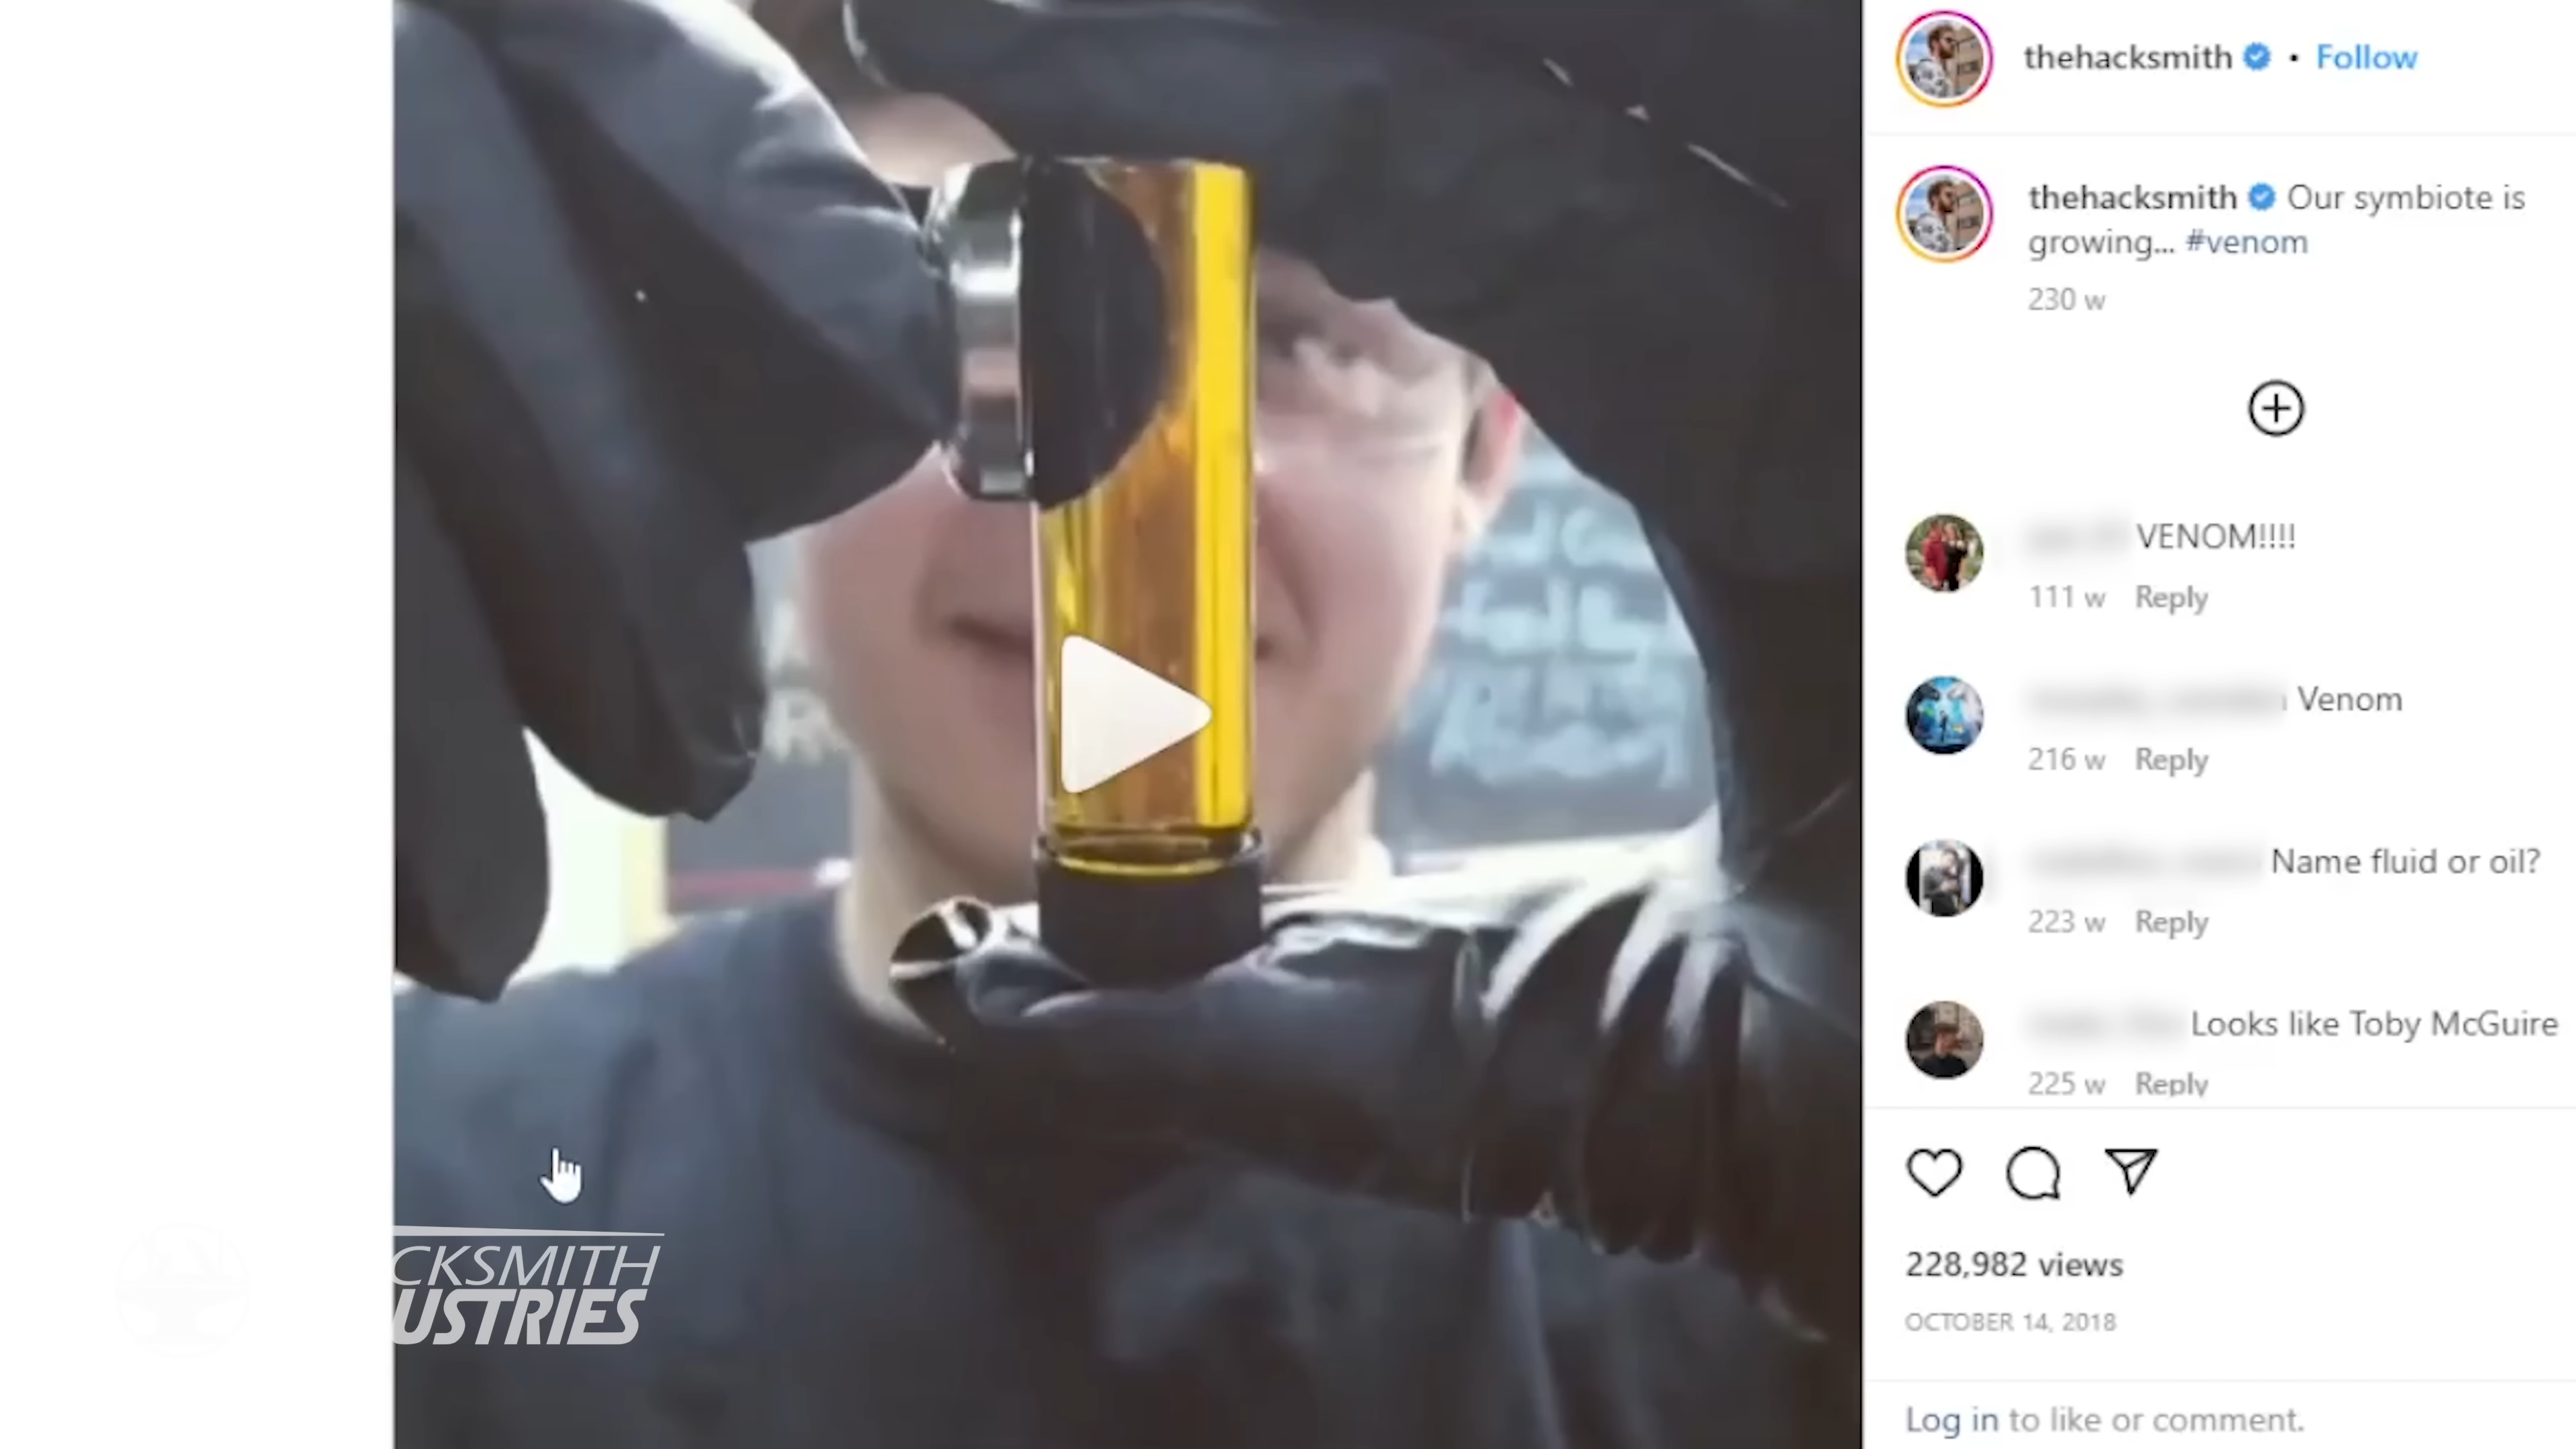 thehacksmith • Follow
thehacksmith Our symbiote is
growing... #venom
230 w
VENOM!!!!
111 w Reply
Venom
216 w Reply
Name fluid or oil?
223 w Reply
Looks like Toby McGuire
225 w Reply
228,982 views
OCTOBER 14, 2018
Log in to like or comment.
CKSMITH
USTRIES